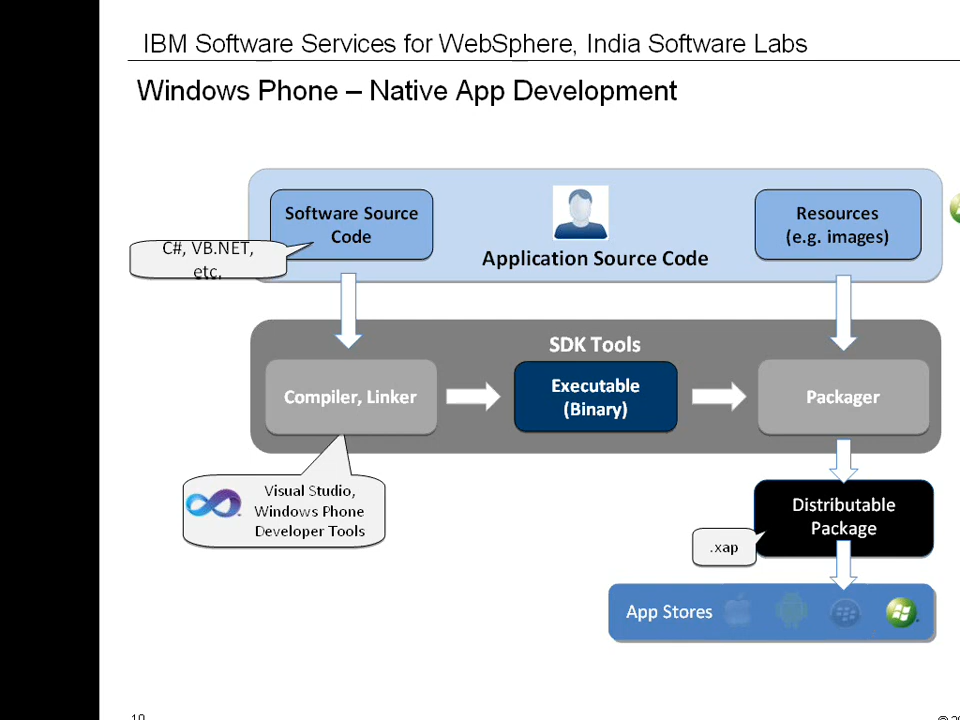 IBM Software Services for WebSphere, India Software Labs
Windows Phone – Native App Development
Software Source
Code
C#, VB.NET,
etc.
Application Source Code
Resources
(e.g. images)
SDK Tools
Compiler, Linker
Executable
(Binary)
Packager
Visual Studio,
Windows Phone
Developer Tools
Distributable
Package
.xap
App Stores
10